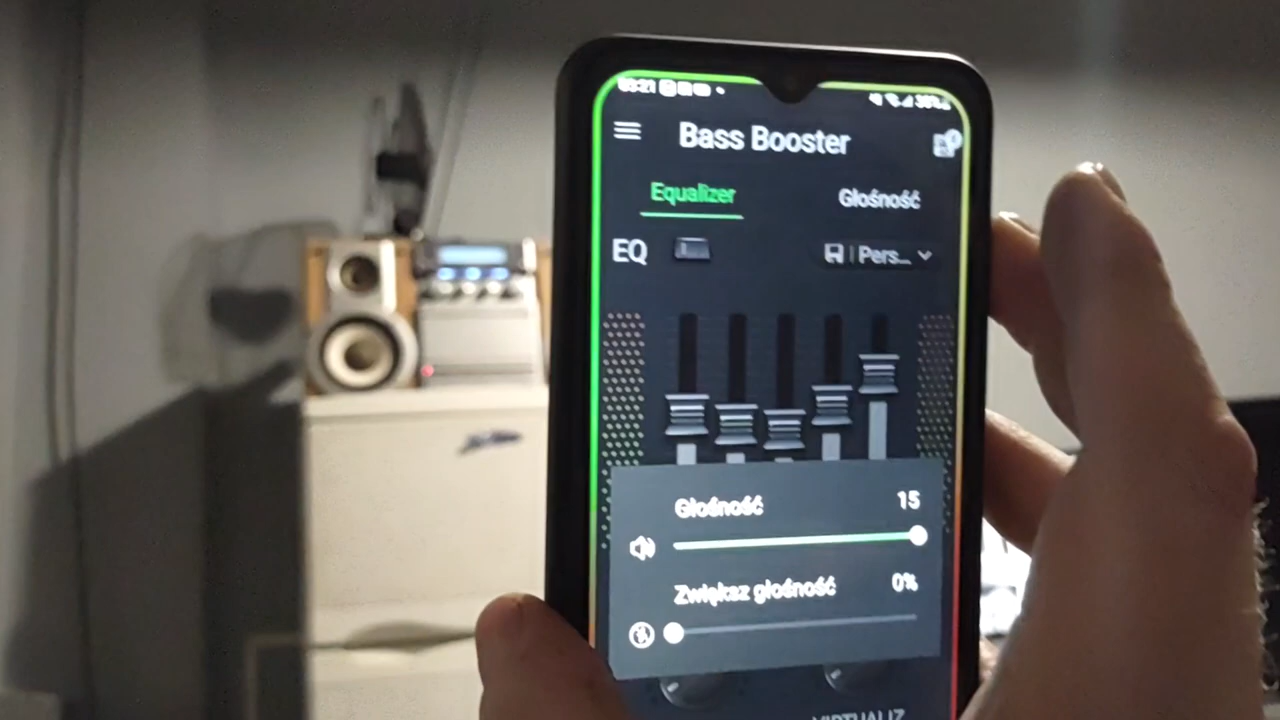 Bass Booster
Equalizer Głośność
EQ Pers...
Głośność 15
Zwiększ głośność 0%